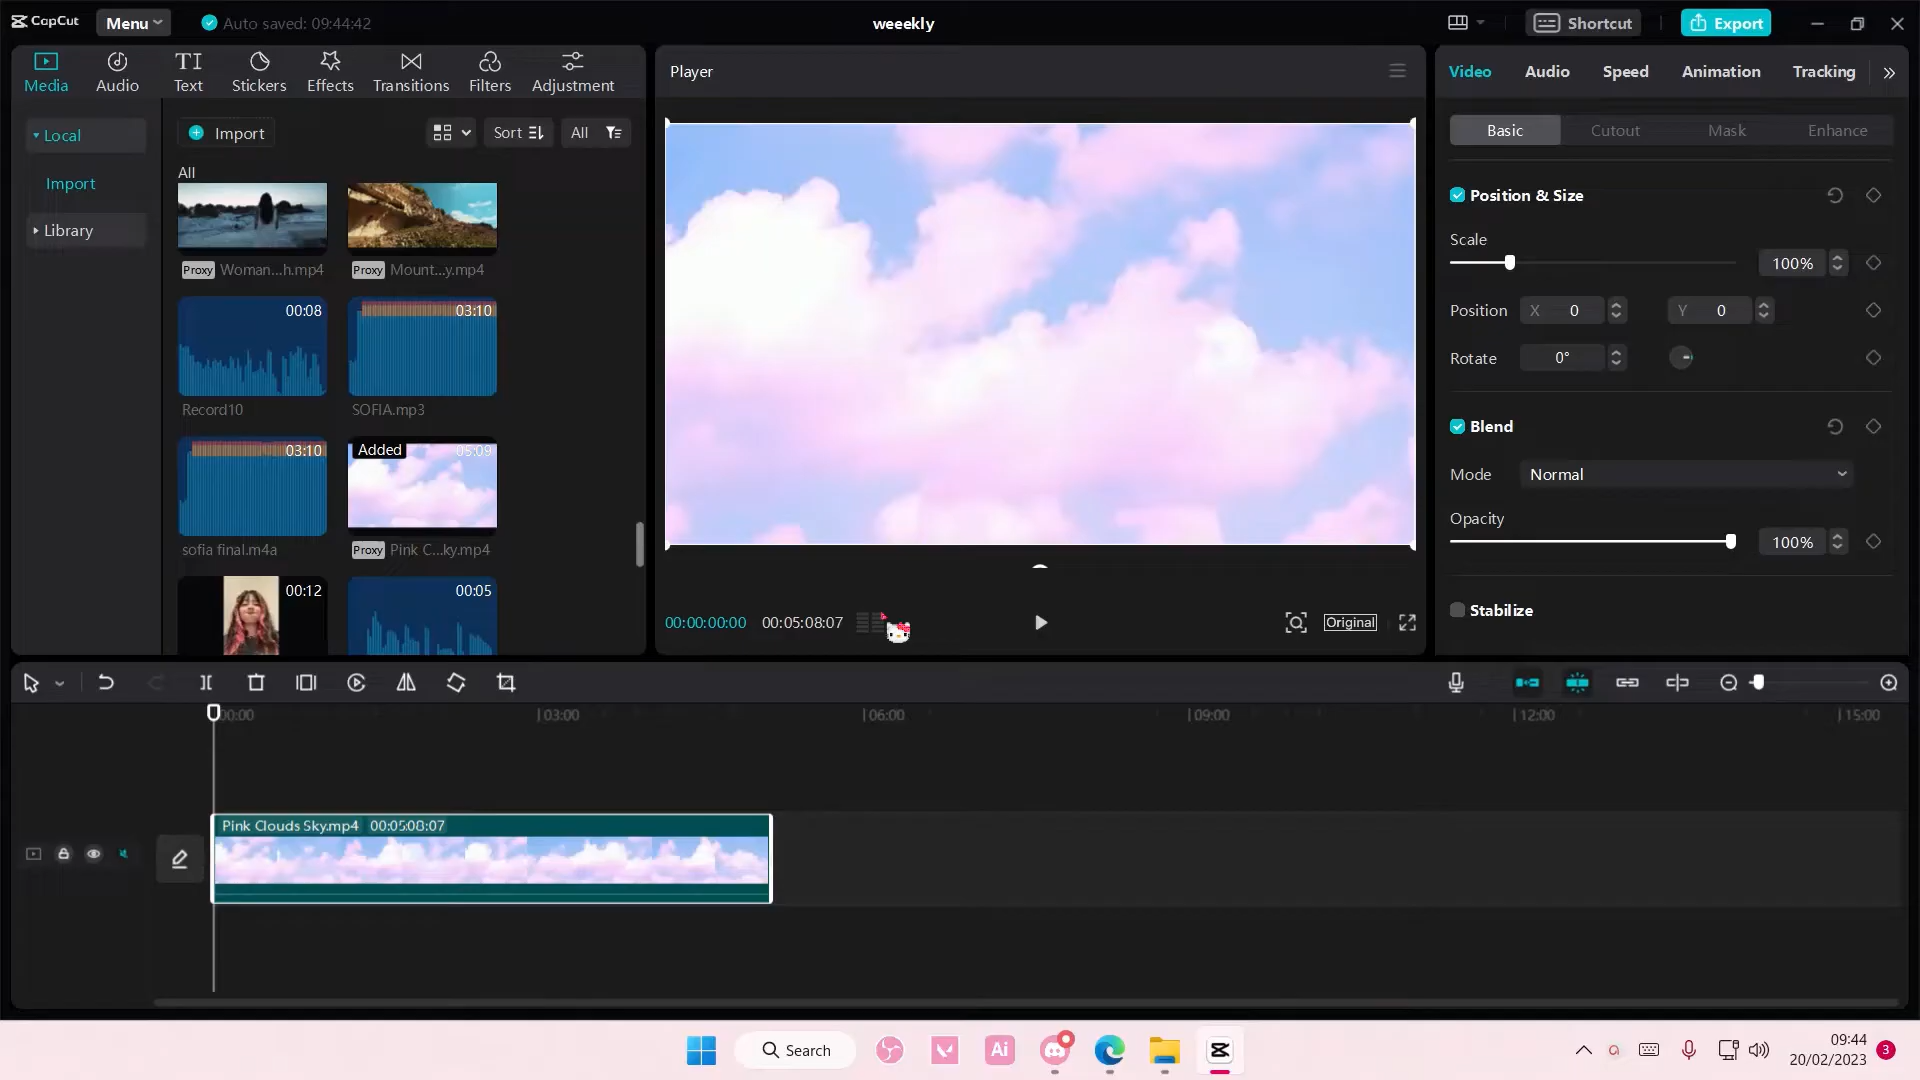 CapCut
Menu
Auto saved: 09:44:42
weeekly
Shortcut
Export
Media
Audio
Text
Stickers
Effects
Transitions
Filters
Adjustment
Local
Import
Library
Import
Sort
All
All
Proxy Woman...h.mp4
Proxy Mount...y.mp4
00:08
03:10
Record10
SOFIA.mp3
03:10
Added
05:09
sofia final.m4a
Proxy Pink C...ky.mp4
00:12
00:05
Player
00:00:00:00
00:05:08:07
Original
Video
Audio
Speed
Animation
Tracking
Basic
Cutout
Mask
Enhance
Position & Size
Scale
100%
Position
X 0
Y 0
Rotate
0°
Blend
Mode
Normal
Opacity
100%
Stabilize
00:00
03:00
06:00
09:00
12:00
15:00
Pink Clouds Sky.mp4 00:05:08:07
Search
Ai
09:44
20/02/2023
3